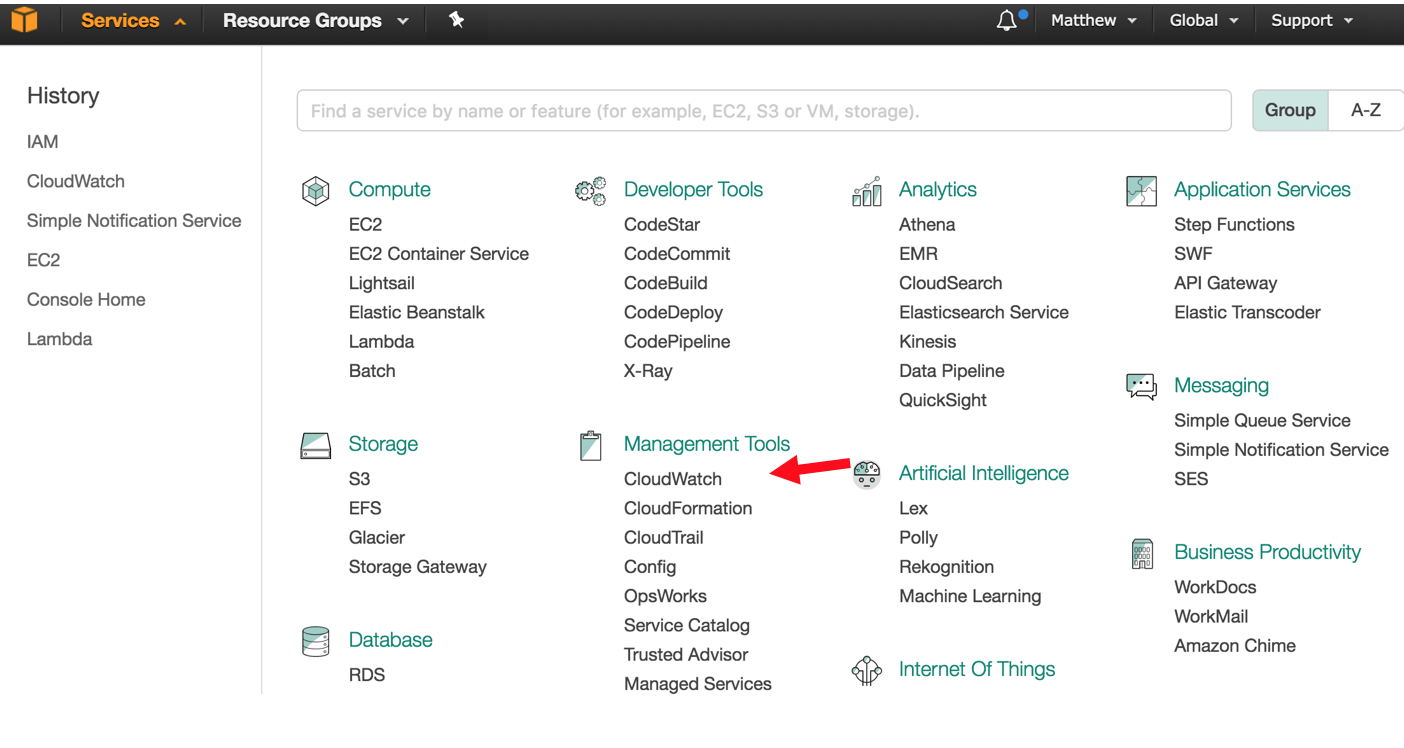 Services
Resource Groups
Matthew
Global
Support
History
IAM
CloudWatch
Simple Notification Service
EC2
Console Home
Lambda
Find a service by name or feature (for example, EC2, S3 or VM, storage).
Group
A-Z
Compute
EC2
EC2 Container Service
Lightsail
Elastic Beanstalk
Lambda
Batch
Storage
S3
EFS
Glacier
Storage Gateway
Database
RDS
Developer Tools
CodeStar
CodeCommit
CodeBuild
CodeDeploy
CodePipeline
X-Ray
Management Tools
CloudWatch
CloudFormation
CloudTrail
Config
OpsWorks
Service Catalog
Trusted Advisor
Managed Services
Analytics
Athena
EMR
CloudSearch
Elasticsearch Service
Kinesis
Data Pipeline
QuickSight
Artificial Intelligence
Lex
Polly
Rekognition
Machine Learning
Internet Of Things
Application Services
Step Functions
SWF
API Gateway
Elastic Transcoder
Messaging
Simple Queue Service
Simple Notification Service
SES
Business Productivity
WorkDocs
WorkMail
Amazon Chime